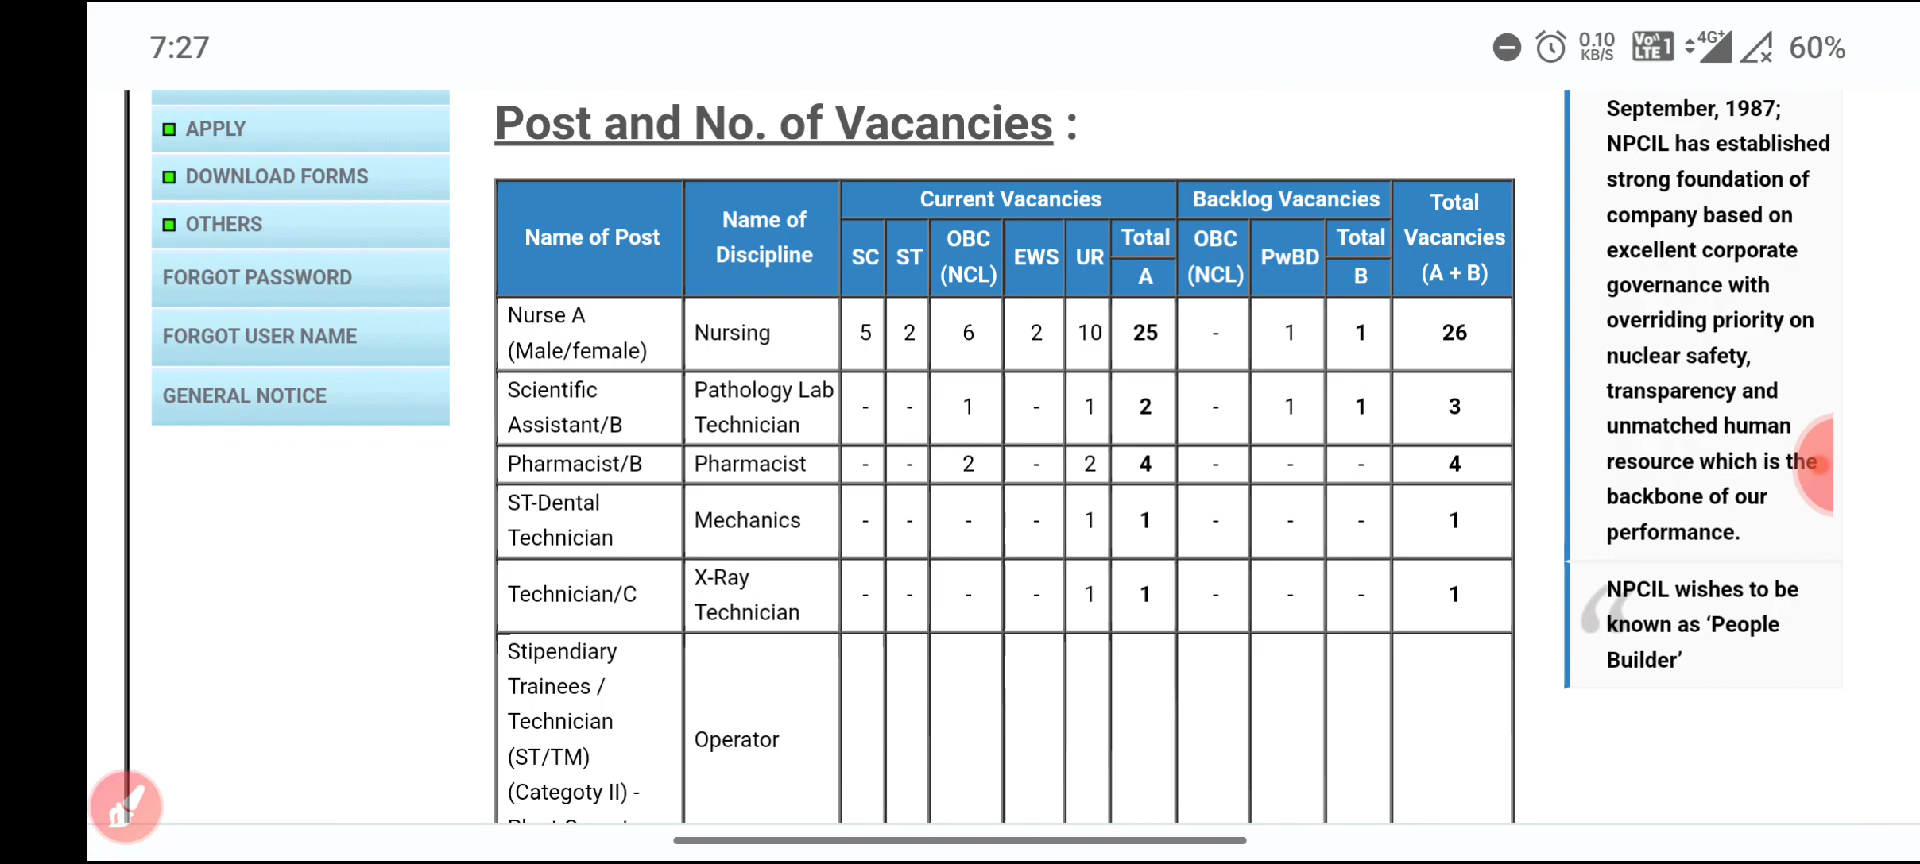 7:27
0.10
KB/S
Vo))
LTE 1
4G+
60%
APPLY
DOWNLOAD FORMS
OTHERS
FORGOT PASSWORD
FORGOT USER NAME
GENERAL NOTICE
Post and No. of Vacancies :
Name of Post
Name of
Discipline
Current Vacancies
Backlog Vacancies
Total
Vacancies
(A + B)
SC ST OBC (NCL) EWS UR Total A OBC (NCL) PwBD Total B
Nurse A
(Male/female)
Nursing 5 2 6 2 10 25 - 1 1 26
Scientific
Assistant/B
Pathology Lab
Technician
- - 1 - 1 2 - 1 1 3
Pharmacist/B Pharmacist - - 2 - 2 4 - - - 4
ST-Dental
Technician
Mechanics - - - - 1 1 - - - 1
Technician/C
X-Ray
Technician
- - - - 1 1 - - - 1
Stipendiary
Trainees /
Technician
(ST/TM)
(Categoty II) -
Operator
September, 1987;
NPCIL has established
strong foundation of
company based on
excellent corporate
governance with
overriding priority on
nuclear safety,
transparency and
unmatched human
resource which is the
backbone of our
performance.
NPCIL wishes to be
known as ‘People
Builder’